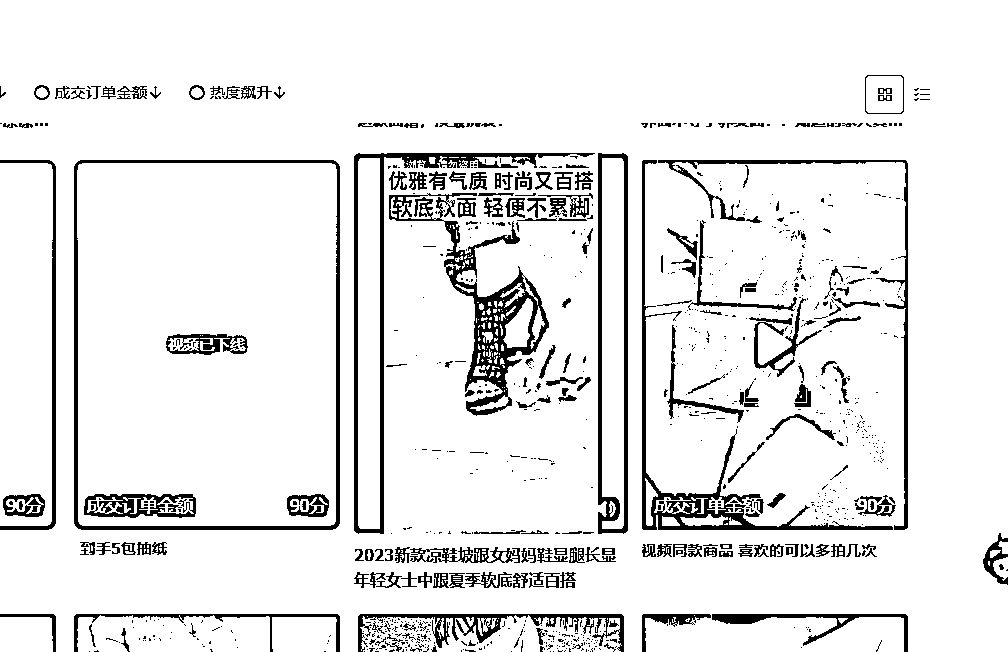 成交订单金额↓
热度飙升↓
优雅有气质 时尚又百搭
软底软面 轻便不累脚
视频已下线
90分
成交订单金额
90分
成交订单金额
90分
到手5包抽纸
2023新款凉鞋坡跟女妈妈鞋显腿长显
年轻女士中跟夏季软底舒适百搭
视频同款商品 喜欢的可以多拍几次